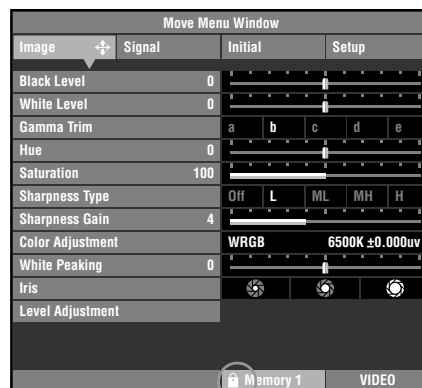 Move Menu Window
Image Signal Initial Setup
Black Level 0
White Level 0
Gamma Trim a b c d e
Hue 0
Saturation 100
Sharpness Type Off L ML MH H
Sharpness Gain 4
Color Adjustment WRGB 6500K ±0.000uv
White Peaking 0
Iris
Level Adjustment
Memory 1 VIDEO